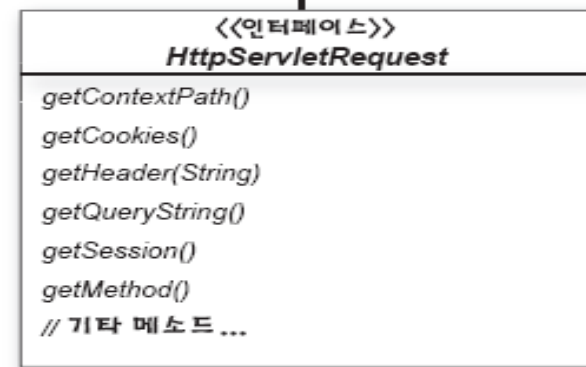 <<인터페이스>>
HttpServletRequest
getContextPath()
getCookies()
getHeader(String)
getQueryString()
getSession()
getMethod()
// 기타 메소드...